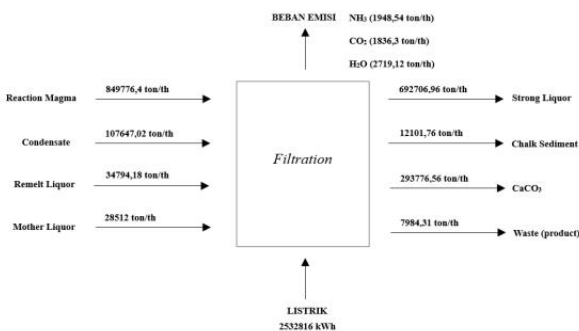 BEBAN EMISI
NH₃ (1948,54 ton/th)
CO₂ (1836,3 ton/th)
H₂O (2719,12 ton/th)
Reaction Magma
849776,4 ton/th
Condensate
107647,02 ton/th
Remelt Liquor
34794,18 ton/th
Mother Liquor
28512 ton/th
Filtration
692706,96 ton/th
Strong Liquor
12101,76 ton/th
Chalk Sediment
293776,56 ton/th
CaCO₃
7984,31 ton/th
Waste (product)
LISTRIK
2532816 kWh